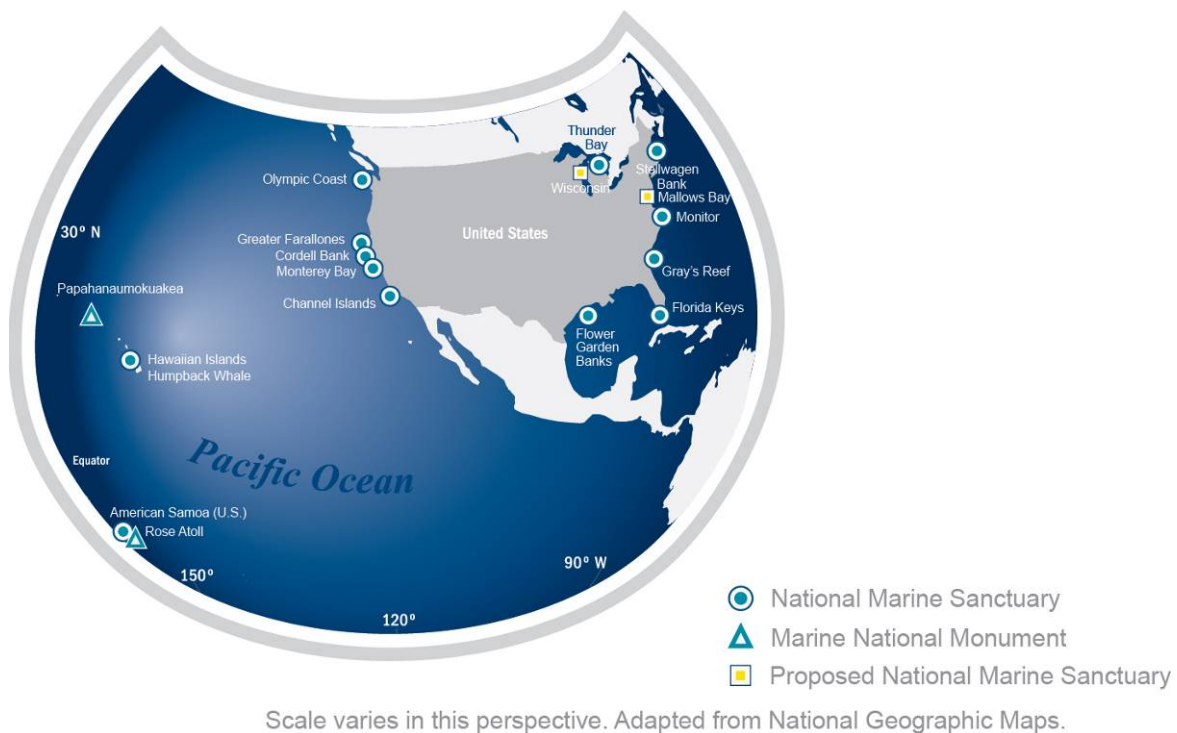 Thunder
Bay
Olympic Coast
Wisconsin
Stellwagen
Bank
Mallows Bay
Monitor
30° N
Greater Farallones
Cordell Bank
Monterey Bay
United States
Gray's Reef
Papahanaumokuakea
Channel Islands
Florida Keys
Flower
Garden
Banks
Hawaiian Islands
Humpback Whale
Pacific Ocean
Equator
American Samoa (U.S.)
Rose Atoll
150°
120°
90° W
National Marine Sanctuary
Marine National Monument
Proposed National Marine Sanctuary
Scale varies in this perspective. Adapted from National Geographic Maps.